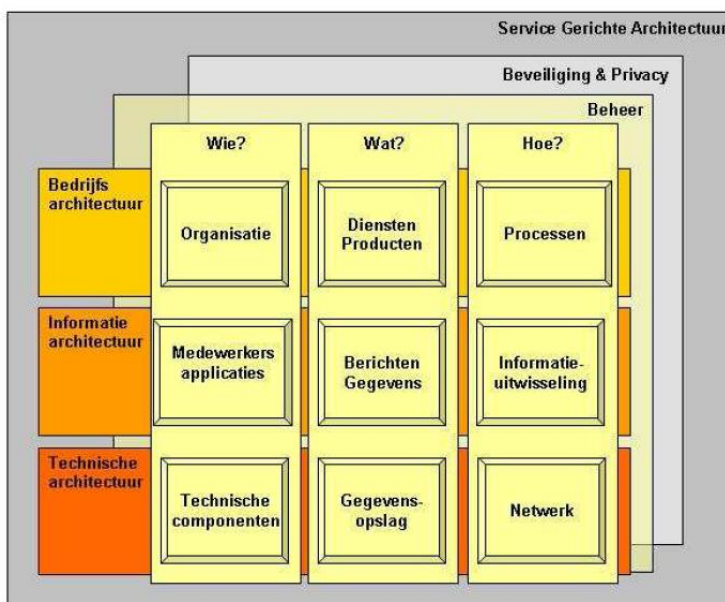 Service Gerichte Architectuur
Beveiliging & Privacy
Beheer
Wie?
Wat?
Hoe?
Bedrijfs
architectuur
Organisatie
Diensten
Producten
Processen
Informatie
architectuur
Medewerkers
applicaties
Berichten
Gegevens
Informatie-
uitwisseling
Technische
architectuur
Technische
componenten
Gegevens-
opslag
Netwerk